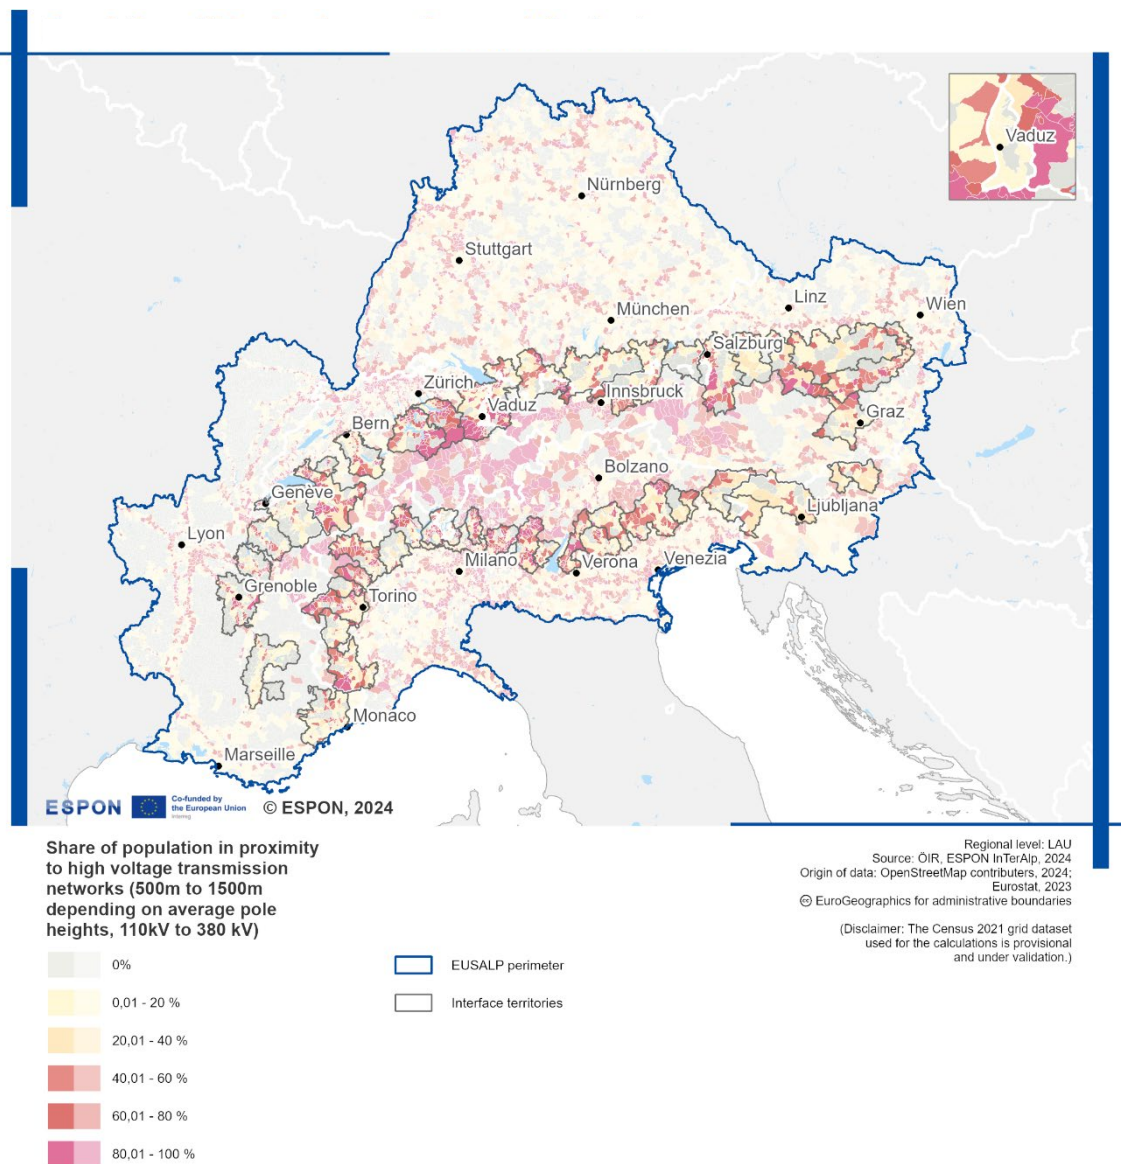 Vaduz
Nürnberg
Stuttgart
Linz
Wien
München
Salzburg
Zürich
Innsbruck
Vaduz
Graz
Bern
Bolzano
Genève
Ljubljana
Lyon
Milano
Verona
Venezia
Grenoble
Torino
Monaco
Marseille
ESPON
Co-funded by
the European Union
Interreg
© ESPON, 2024
Share of population in proximity
to high voltage transmission
networks (500m to 1500m
depending on average pole
heights, 110kV to 380 kV)
0%
0,01 - 20 %
20,01 - 40 %
40,01 - 60 %
60,01 - 80 %
80,01 - 100 %
EUSALP perimeter
Interface territories
Regional level: LAU
Source: ÖIR, ESPON InTerAlp, 2024
Origin of data: OpenStreetMap contributers, 2024;
Eurostat, 2023
cc EuroGeographics for administrative boundaries
(Disclaimer: The Census 2021 grid dataset
used for the calculations is provisional
and under validation.)